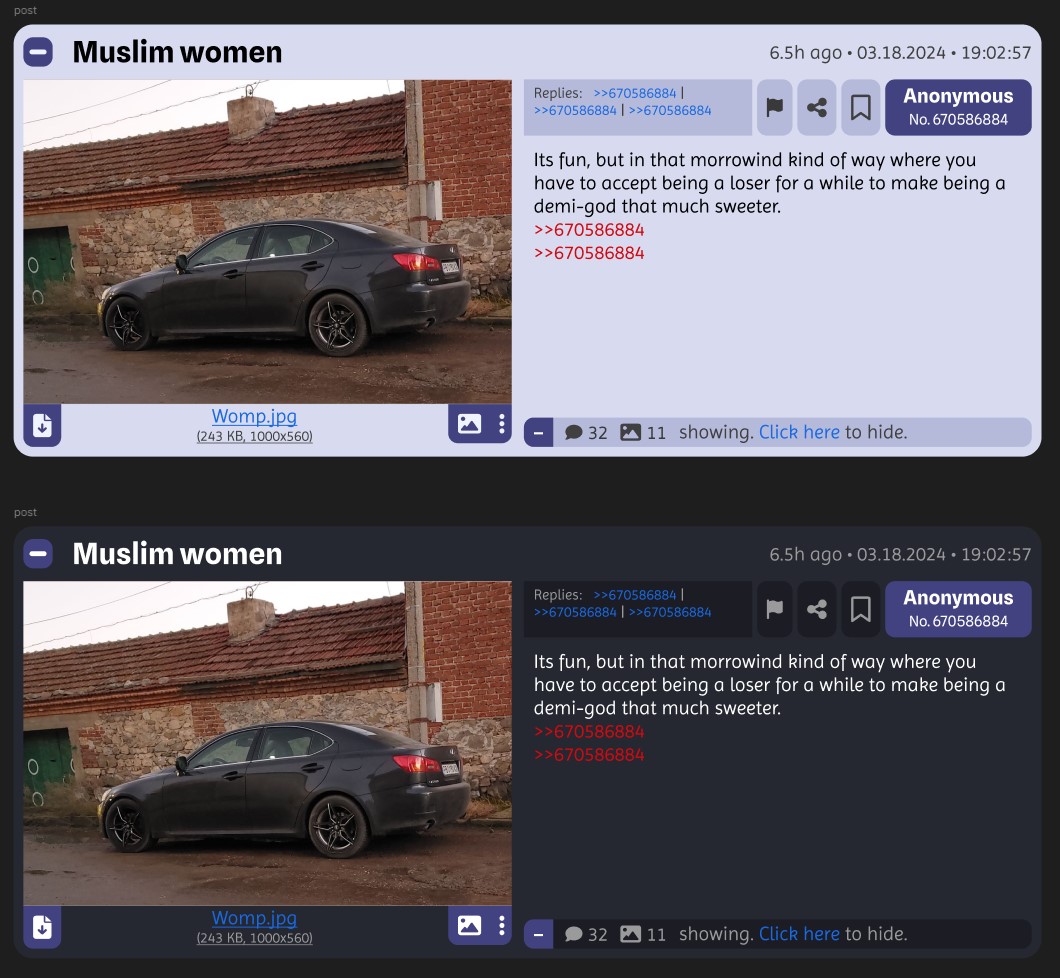 post
Muslim women
6.5h ago • 03.18.2024 • 19:02:57
Replies: >>670586884 |
>>670586884 | >>670586884
Anonymous
No. 670586884
Its fun, but in that morrowind kind of way where you
have to accept being a loser for a while to make being a
demi-god that much sweeter.
>>670586884
>>670586884
Womp.jpg
(243 KB, 1000x560)
32 11 showing. Click here to hide.
post
Muslim women
6.5h ago • 03.18.2024 • 19:02:57
Replies: >>670586884 |
>>670586884 | >>670586884
Anonymous
No. 670586884
Its fun, but in that morrowind kind of way where you
have to accept being a loser for a while to make being a
demi-god that much sweeter.
>>670586884
>>670586884
Womp.jpg
(243 KB, 1000x560)
32 11 showing. Click here to hide.